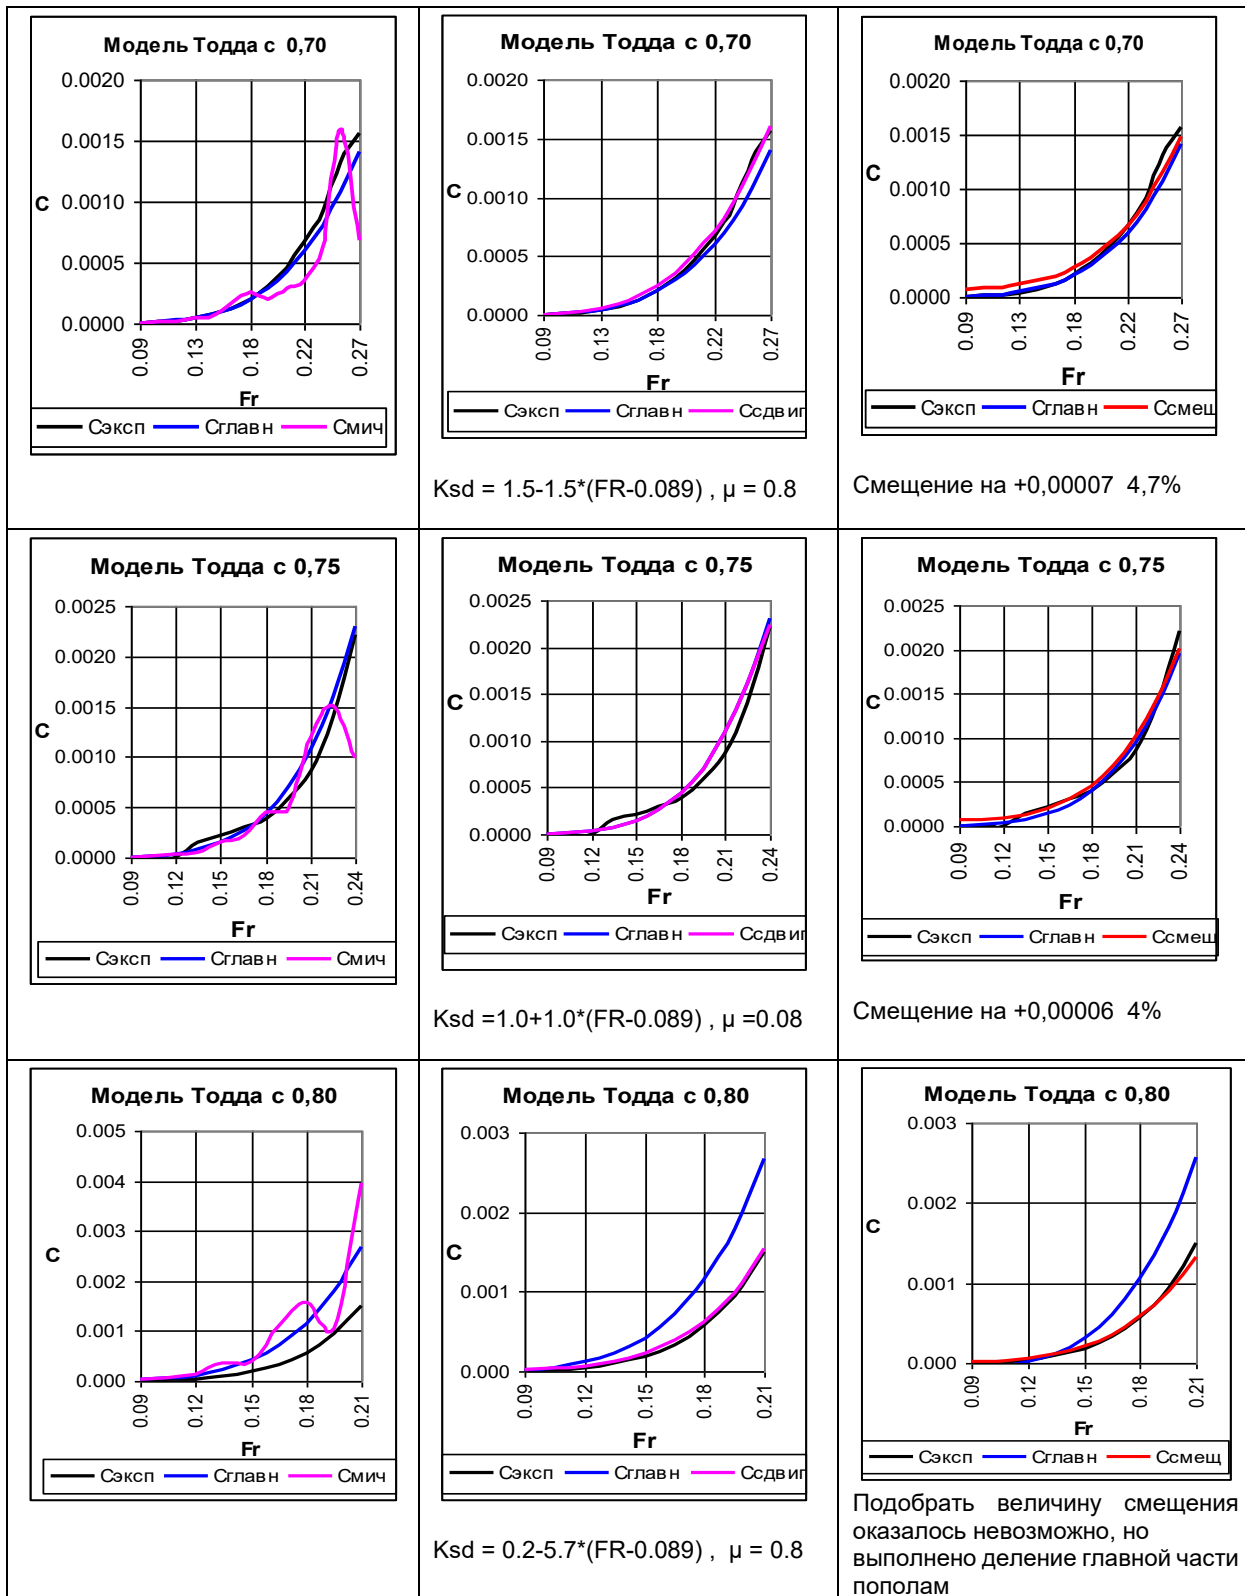 Модель Тодда с 0,70
0.0020
0.0015
0.0010
0.0005
0.0000
C
0.09
0.13
0.18
0.22
0.27
Fr
Сэксп Сглавн Смич
Модель Тодда с 0,70
0.0020
0.0015
0.0010
0.0005
0.0000
C
0.09
0.13
0.18
0.22
0.27
Fr
Сэксп Сглавн Ссдвиг
Ksd = 1.5-1.5*(FR-0.089) , μ = 0.8
Модель Тодда с 0,70
0.0020
0.0015
0.0010
0.0005
0.0000
C
0.09
0.13
0.18
0.22
0.27
Fr
Сэксп Сглавн Ссмещ
Смещение на +0,00007 4,7%
Модель Тодда с 0,75
0.0025
0.0020
0.0015
0.0010
0.0005
0.0000
C
0.09
0.12
0.15
0.18
0.21
0.24
Fr
Сэксп Сглавн Смич
Модель Тодда с 0,75
0.0025
0.0020
0.0015
0.0010
0.0005
0.0000
C
0.09
0.12
0.15
0.18
0.21
0.24
Fr
Сэксп Сглавн Ссдвиг
Ksd =1.0+1.0*(FR-0.089) , μ =0.08
Модель Тодда с 0,75
0.0025
0.0020
0.0015
0.0010
0.0005
0.0000
C
0.09
0.12
0.15
0.18
0.21
0.24
Fr
Сэксп Сглавн Ссмещ
Смещение на +0,00006 4%
Модель Тодда с 0,80
0.005
0.004
0.003
0.002
0.001
0.000
C
0.09
0.12
0.15
0.18
0.21
Fr
Сэксп Сглавн Смич
Модель Тодда с 0,80
0.003
0.002
0.001
0.000
C
0.09
0.12
0.15
0.18
0.21
Fr
Сэксп Сглавн Ссдвиг
Ksd = 0.2-5.7*(FR-0.089) , μ = 0.8
Модель Тодда с 0,80
0.003
0.002
0.001
0.000
C
0.09
0.12
0.15
0.18
0.21
Fr
Сэксп Сглавн Ссмещ
Подобрать величину смещения
оказалось невозможно, но
выполнено деление главной части
пополам